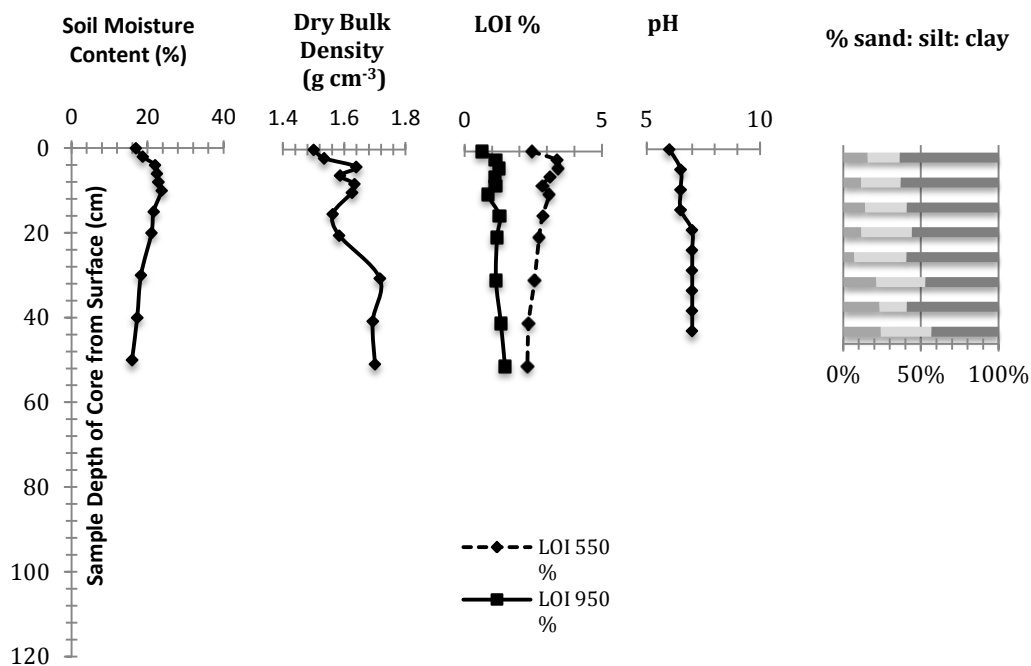 Soil Moisture
Content (%)
Dry Bulk
Density
(g cm-3)
LOI %
pH
% sand: silt: clay
0 20 40
1.4 1.6 1.8
0 5
5 10
0
20
40
60
80
100
120
Sample Depth of Core from Surface (cm)
0% 50% 100%
LOI 550
%
LOI 950
%